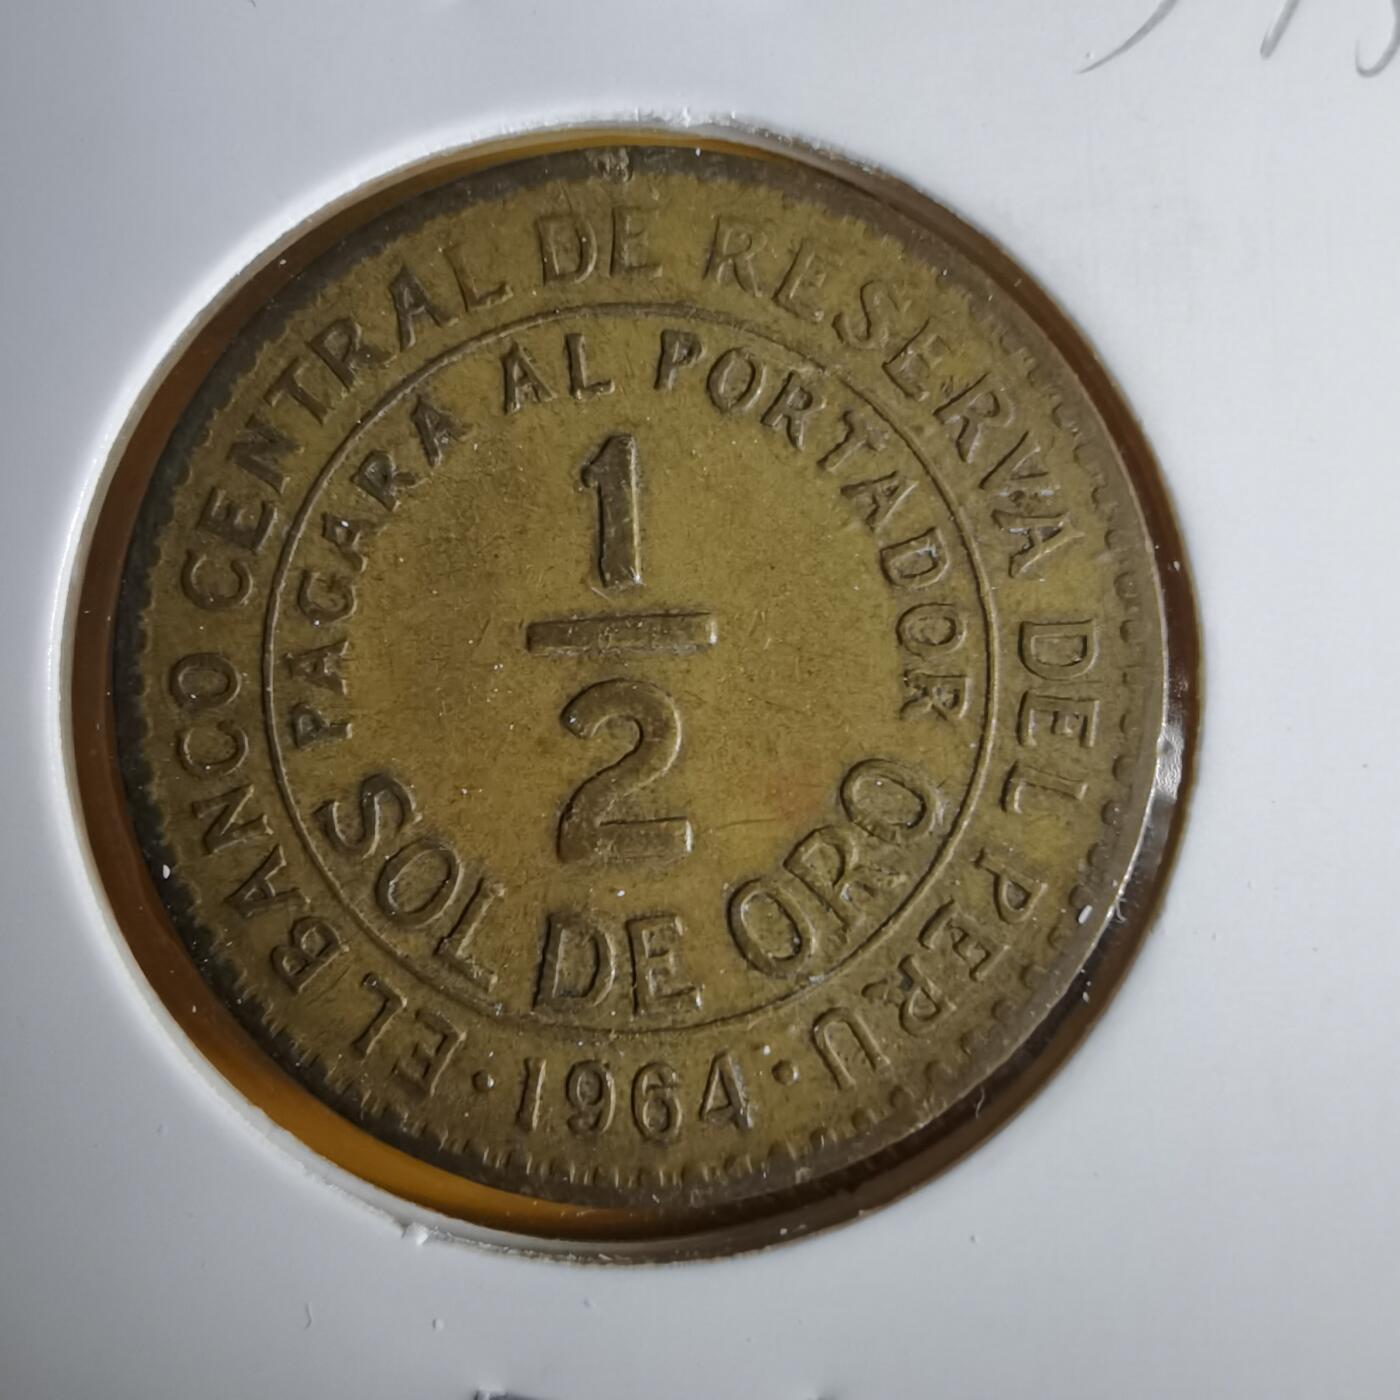 EL BANCO CENTRAL DE RESERVA DEL PERU
PAGARA AL PORTADOR
1
2
SOL DE ORO
·1964·